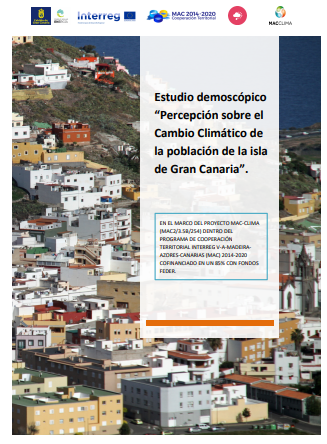 Interreg
MAC 2014-2020
Cooperación Territorial
MACCLIMA
Estudio demoscópico
“Percepción sobre el
Cambio Climático de
la población de la isla
de Gran Canaria”.
EN EL MARCO DEL PROYECTO MAC-CLIMA
(MAC2/3.5B/254) DENTRO DEL
PROGRAMA DE COOPERACIÓN
TERRITORIAL INTERREG V-A-MADEIRA-
AZORES-CANARIAS (MAC) 2014-2020
COFINANCIADO EN UN 85% CON FONDOS
FEDER.